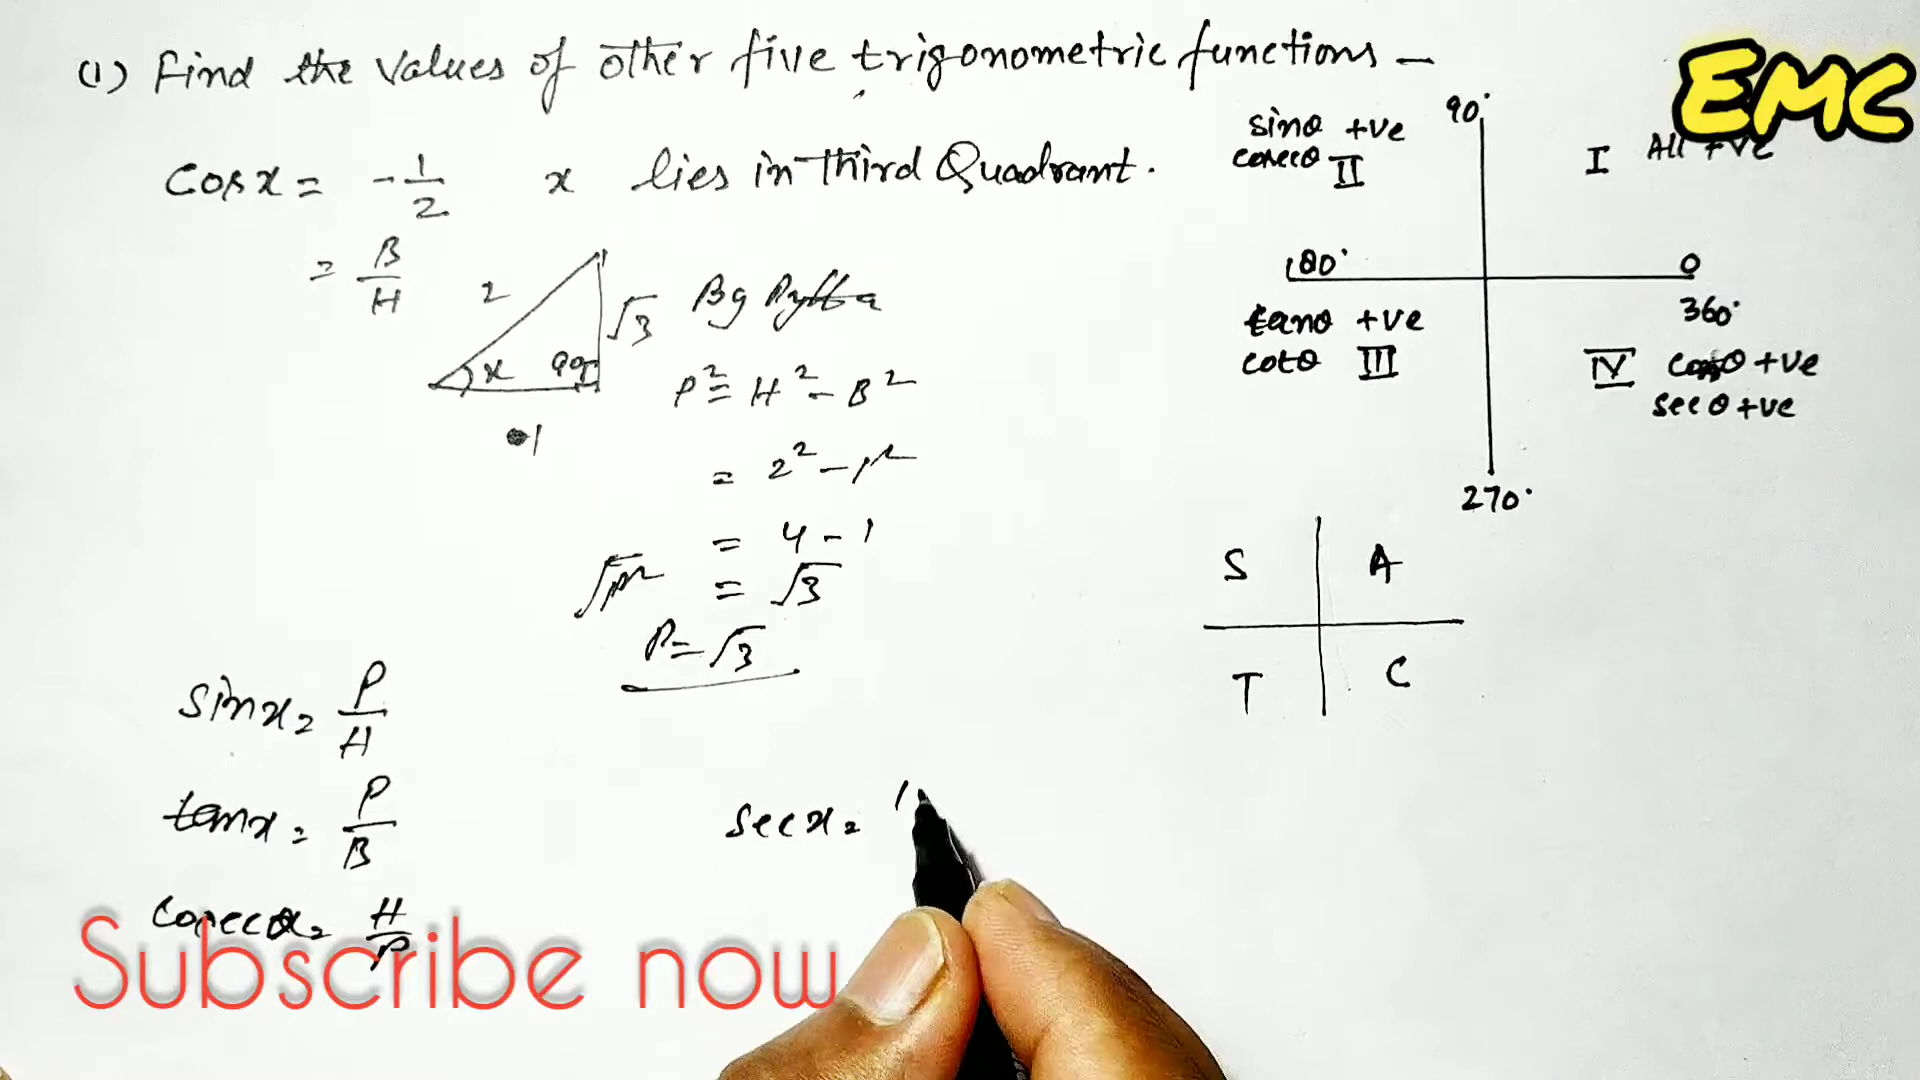 (1) Find the Values of other five trigonometric functions –
Cos x = - 1/2 x lies in Third Quadrant.
= B/H
2
√3
x 90°
1
By Pytha
P² = H² - B²
= 2² - 1²
= 4 - 1
√P² = √3
P = √3
sin x = P/H
tan x = P/B
Cosec x = H/P
sec x =
EMC
90°
sinθ +ve
cosecθ II
I All +ve
180°
0
360°
tanθ +ve
cotθ III
IV cosθ +ve
secθ +ve
270°
S A
T C
Subscribe now